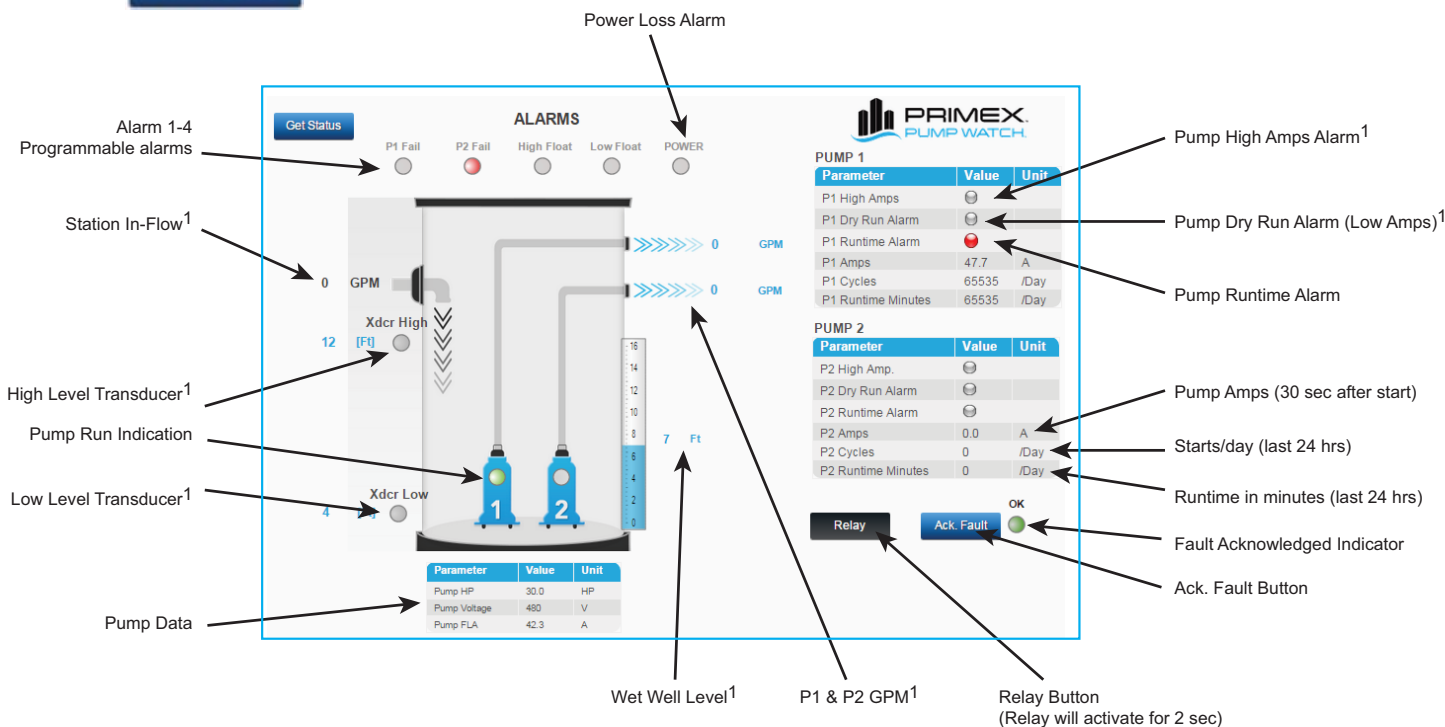 Power Loss Alarm
Alarm 1-4
Programmable alarms
Station In-Flow1
High Level Transducer1
Pump Run Indication
Low Level Transducer1
Pump Data
Get Status
ALARMS
P1 Fail
P2 Fail
High Float
Low Float
POWER
PRIMEX.
PUMP WATCH.
0 GPM
Xdcr High
12 [Ft]
Xdcr Low
4
0 GPM
0 GPM
16
14
12
10
8
6
4
2
0
7 Ft
1
2
Parameter Value Unit
Pump HP 30.0 HP
Pump Voltage 480 V
Pump FLA 42.3 A
PUMP 1
Parameter Value Unit
P1 High Amps
P1 Dry Run Alarm
P1 Runtime Alarm
P1 Amps 47.7 A
P1 Cycles 65535 /Day
P1 Runtime Minutes 65535 /Day
PUMP 2
Parameter Value Unit
P2 High Amp.
P2 Dry Run Alarm
P2 Runtime Alarm
P2 Amps 0.0 A
P2 Cycles 0 /Day
P2 Runtime Minutes 0 /Day
Relay
Ack. Fault
OK
Pump High Amps Alarm1
Pump Dry Run Alarm (Low Amps)1
Pump Runtime Alarm
Pump Amps (30 sec after start)
Starts/day (last 24 hrs)
Runtime in minutes (last 24 hrs)
Fault Acknowledged Indicator
Ack. Fault Button
Wet Well Level1
P1 & P2 GPM1
Relay Button
(Relay will activate for 2 sec)